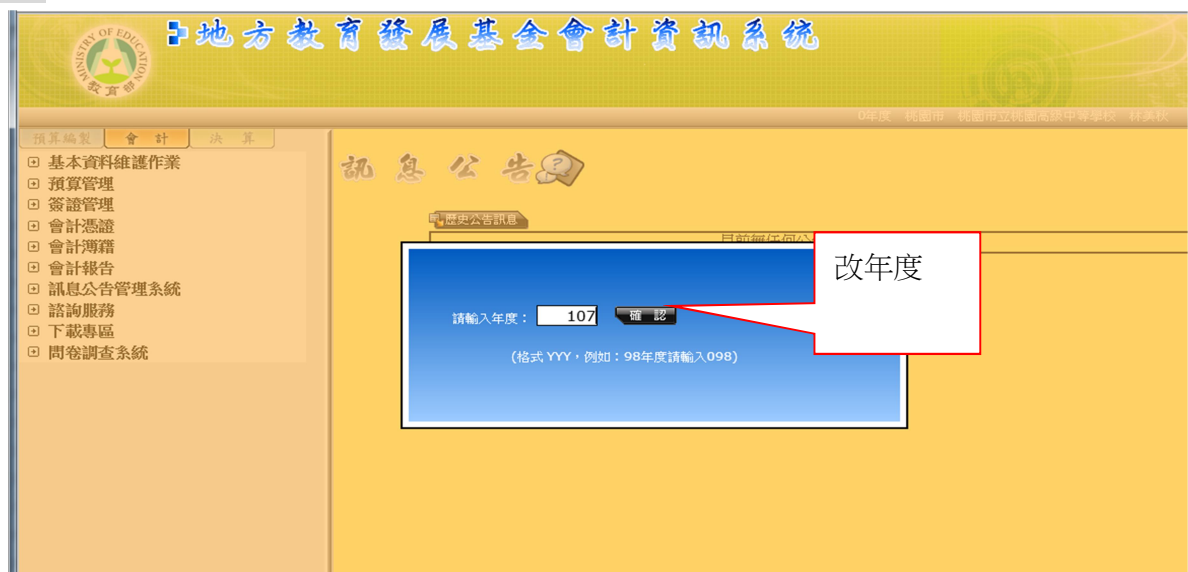 MINISTRY OF EDUCATION
教育部
地方教育發展基金會計資訊系統
0年度 桃園市 桃園市立桃園高級中等學校 林美秋
預算編製 會計 決算
基本資料維護作業
預算管理
簽證管理
會計憑證
會計簿籍
會計報告
訊息公告管理系統
諮詢服務
下載專區
問卷調查系統
訊息公告
歷史公告訊息
目前無任何公
改年度
請輸入年度： 107 確 認
(格式 YYY，例如：98年度請輸入098)